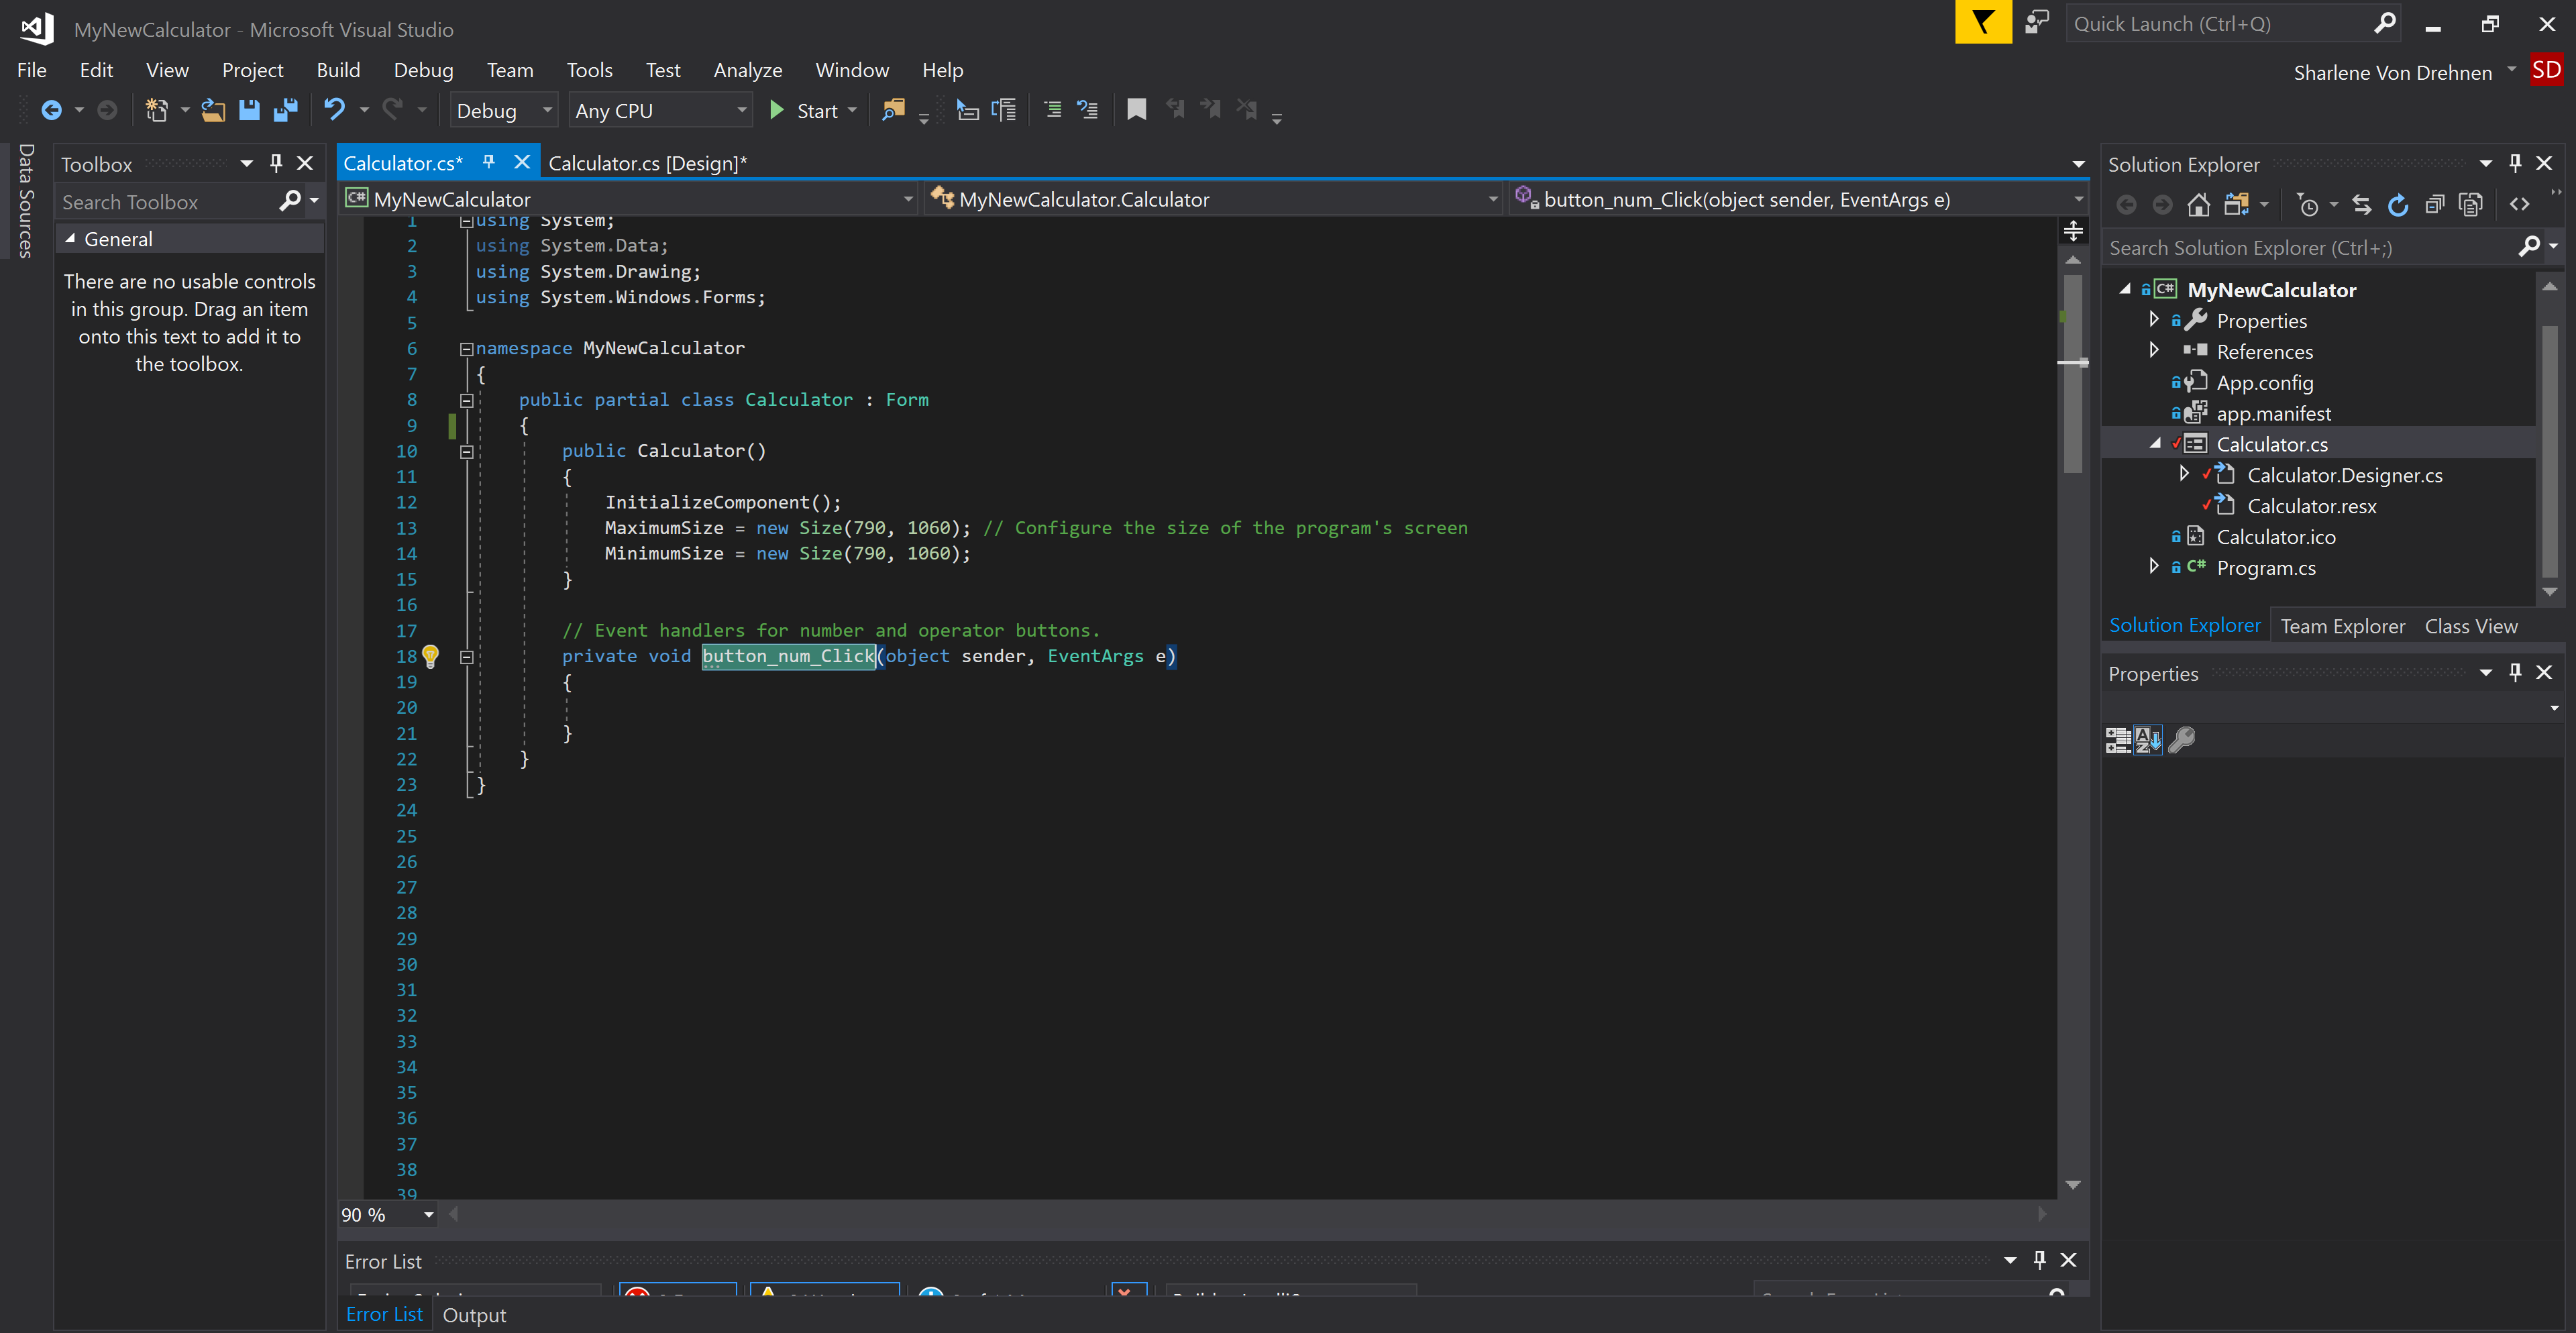 MyNewCalculator - Microsoft Visual Studio
Quick Launch (Ctrl+Q)
File Edit View Project Build Debug Team Tools Test Analyze Window Help
Sharlene Von Drehnen SD
Debug Any CPU Start
Data Sources
Toolbox
Search Toolbox
General
There are no usable controls
in this group. Drag an item
onto this text to add it to
the toolbox.
Calculator.cs* Calculator.cs [Design]*
C# MyNewCalculator MyNewCalculator.Calculator button_num_Click(object sender, EventArgs e)
1 using System;
2 using System.Data;
3 using System.Drawing;
4 using System.Windows.Forms;
5
6 namespace MyNewCalculator
7 {
8 public partial class Calculator : Form
9 {
10 public Calculator()
11 {
12 InitializeComponent();
13 MaximumSize = new Size(790, 1060); // Configure the size of the program's screen
14 MinimumSize = new Size(790, 1060);
15 }
16
17 // Event handlers for number and operator buttons.
18 private void button_num_Click(object sender, EventArgs e)
19 {
20
21 }
22 }
23 }
24
25
26
27
28
29
30
31
32
33
34
35
36
37
38
39
90 %
Error List
Error List Output
Solution Explorer
Search Solution Explorer (Ctrl+;)
C# MyNewCalculator
Properties
References
App.config
app.manifest
Calculator.cs
Calculator.Designer.cs
Calculator.resx
Calculator.ico
C# Program.cs
Solution Explorer Team Explorer Class View
Properties